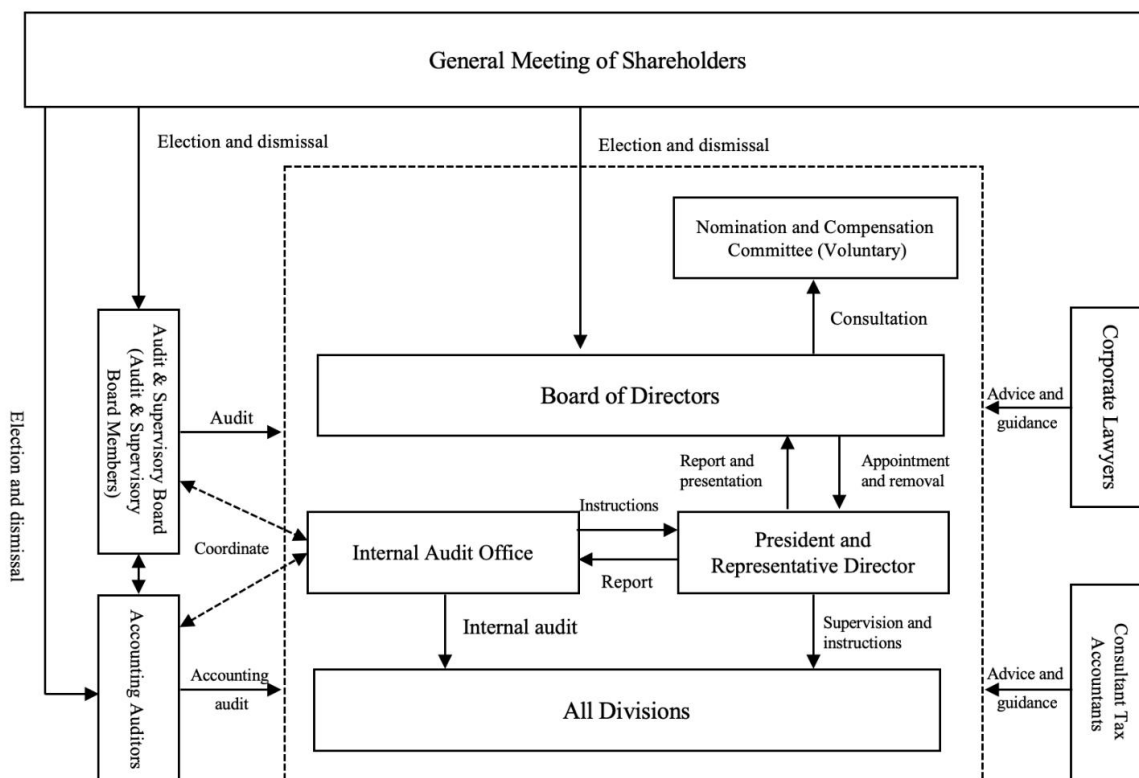 General Meeting of Shareholders
Election and dismissal
Election and dismissal
Nomination and Compensation
Committee (Voluntary)
Consultation
Board of Directors
Audit & Supervisory Board
(Audit & Supervisory
Board Members)
Audit
Election and dismissal
Corporate Lawyers
Advice and
guidance
Report and
presentation
Appointment
and removal
Instructions
Internal Audit Office
President and
Representative Director
Coordinate
Report
Internal audit
Supervision and
instructions
Accounting Auditors
Accounting
audit
All Divisions
Advice and
guidance
Consultant Tax
Accountants